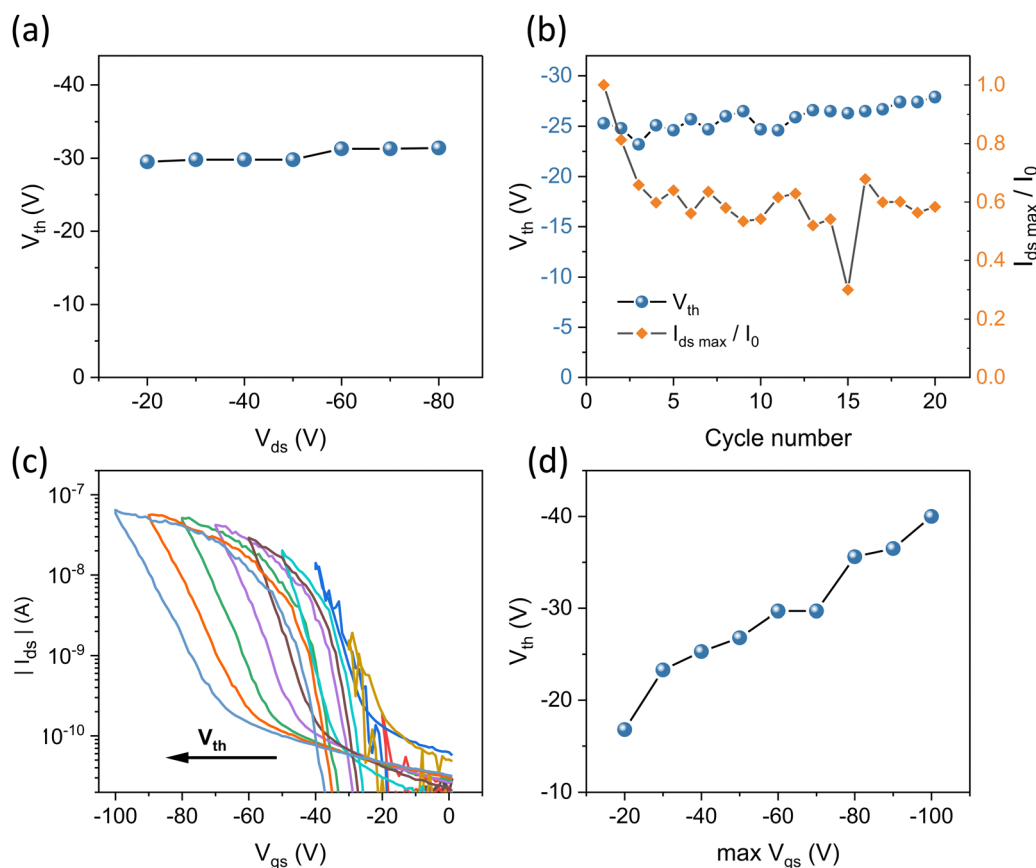 (a)
-40
-30
-20
-10
0
V_th (V)
-20 -30 -40 -50 -60 -70 -80
V_ds (V)
(b)
-30
-25
-20
-15
-10
-5
0
V_th (V)
1.0
0.8
0.6
0.4
0.2
0.0
I_ds max / I_0
V_th
I_ds max / I_0
0 5 10 15 20
Cycle number
(c)
10^-7
10^-8
10^-9
10^-10
| I_ds | (A)
V_th
-100 -80 -60 -40 -20 0
V_gs (V)
(d)
-40
-30
-20
-10
V_th (V)
-20 -40 -60 -80 -100
max V_gs (V)